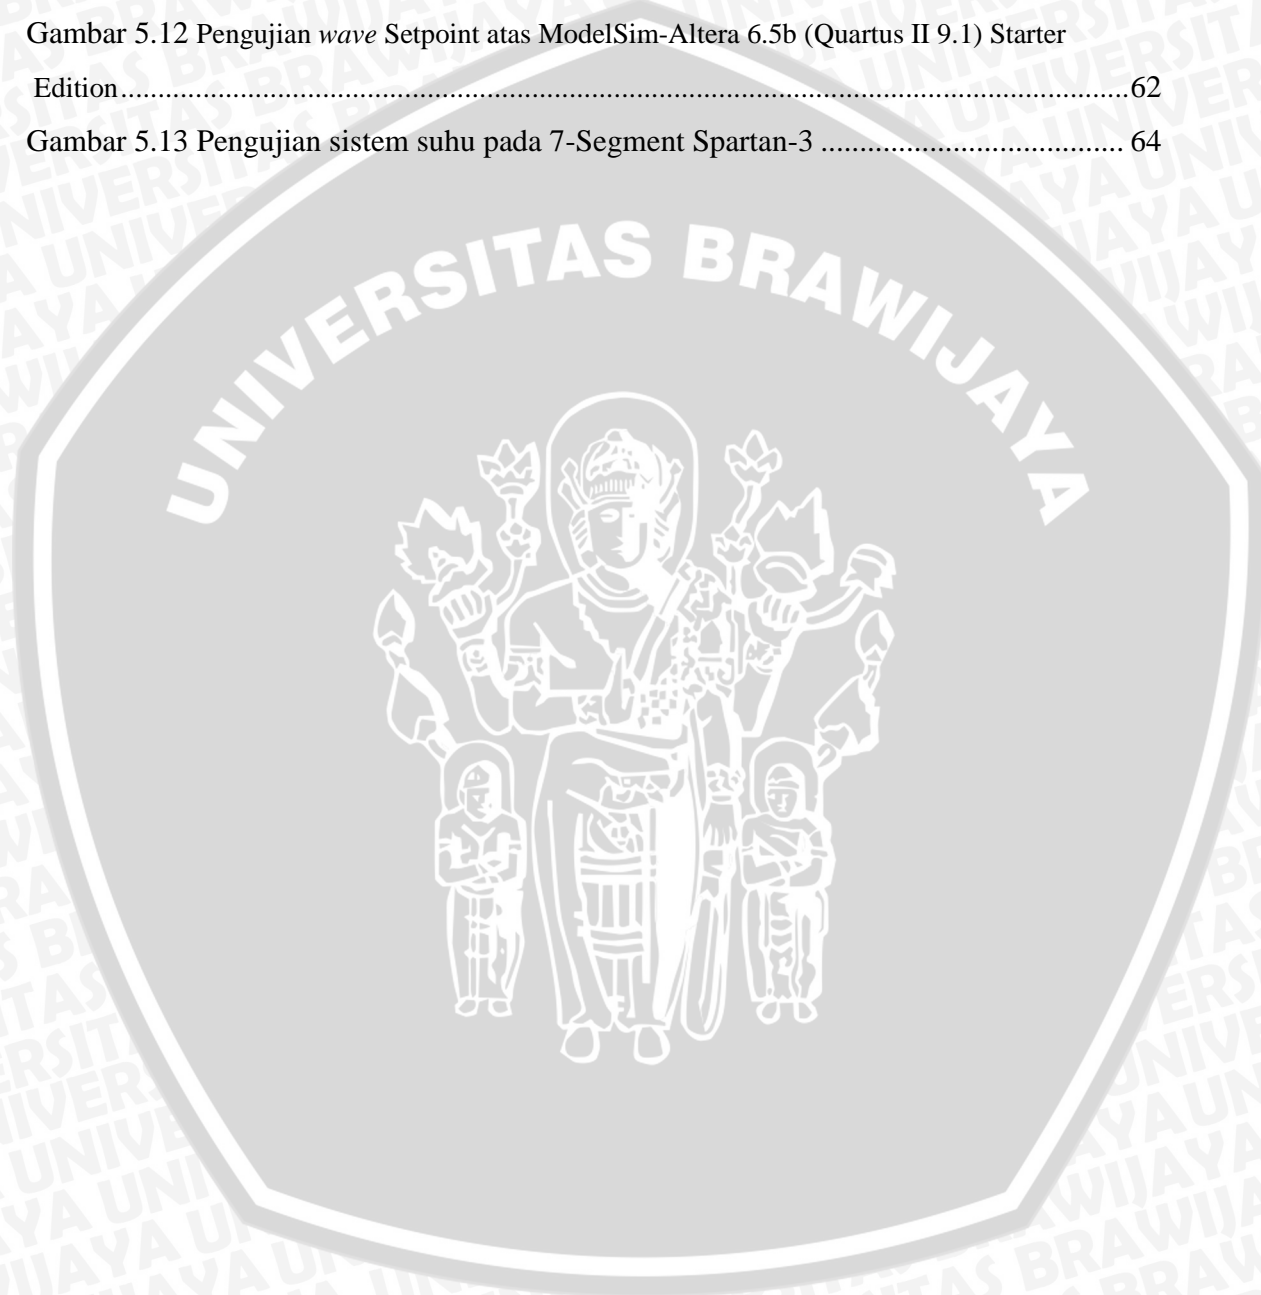 Gambar 5.12 Pengujian wave Setpoint atas ModelSim-Altera 6.5b (Quartus II 9.1) Starter
Edition.......................................................................................................................................62
Gambar 5.13 Pengujian sistem suhu pada 7-Segment Spartan-3 ....................................... 64
UNIVERSITAS BRAWIJAYA